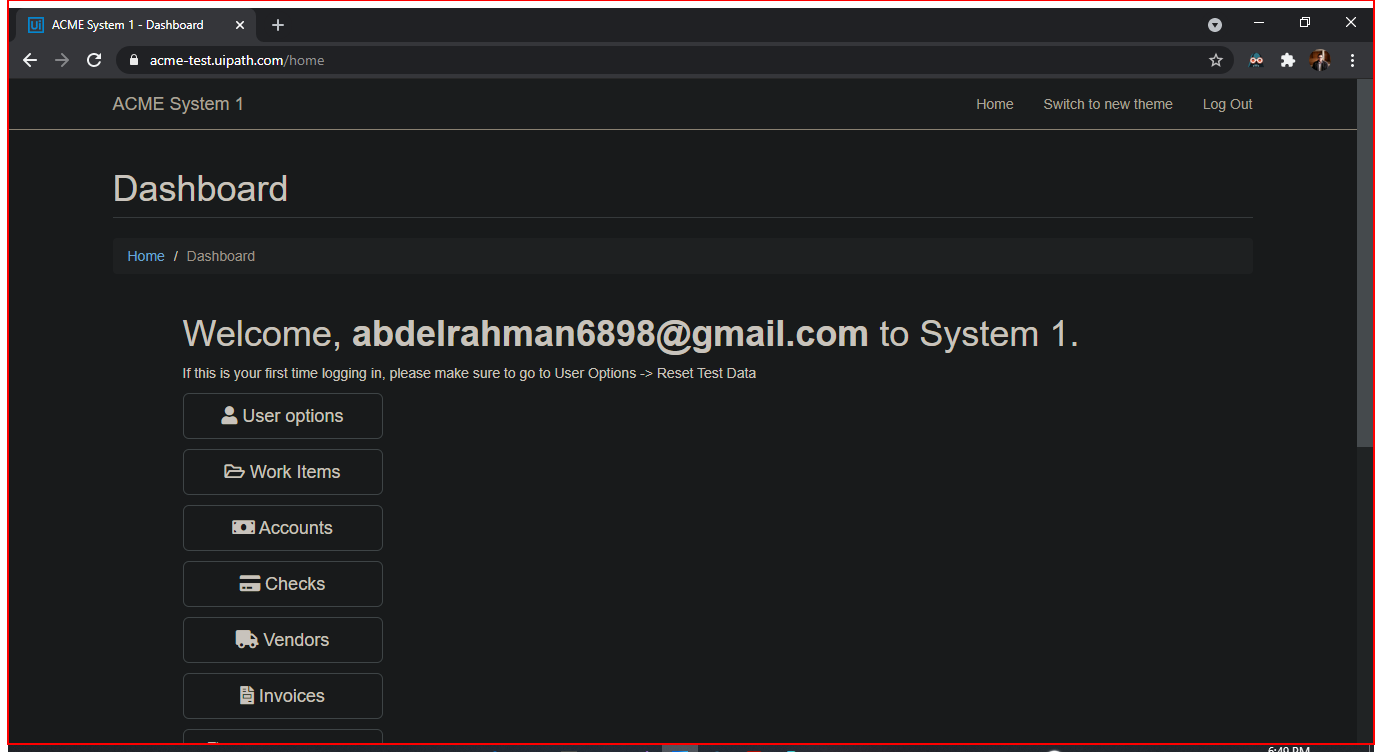 Ui ACME System 1 - Dashboard
acme-test.uipath.com/home
ACME System 1 Home Switch to new theme Log Out
Dashboard
Home / Dashboard
Welcome, abdelrahman6898@gmail.com to System 1.
If this is your first time logging in, please make sure to go to User Options -> Reset Test Data
User options
Work Items
Accounts
Checks
Vendors
Invoices
6:49 PM